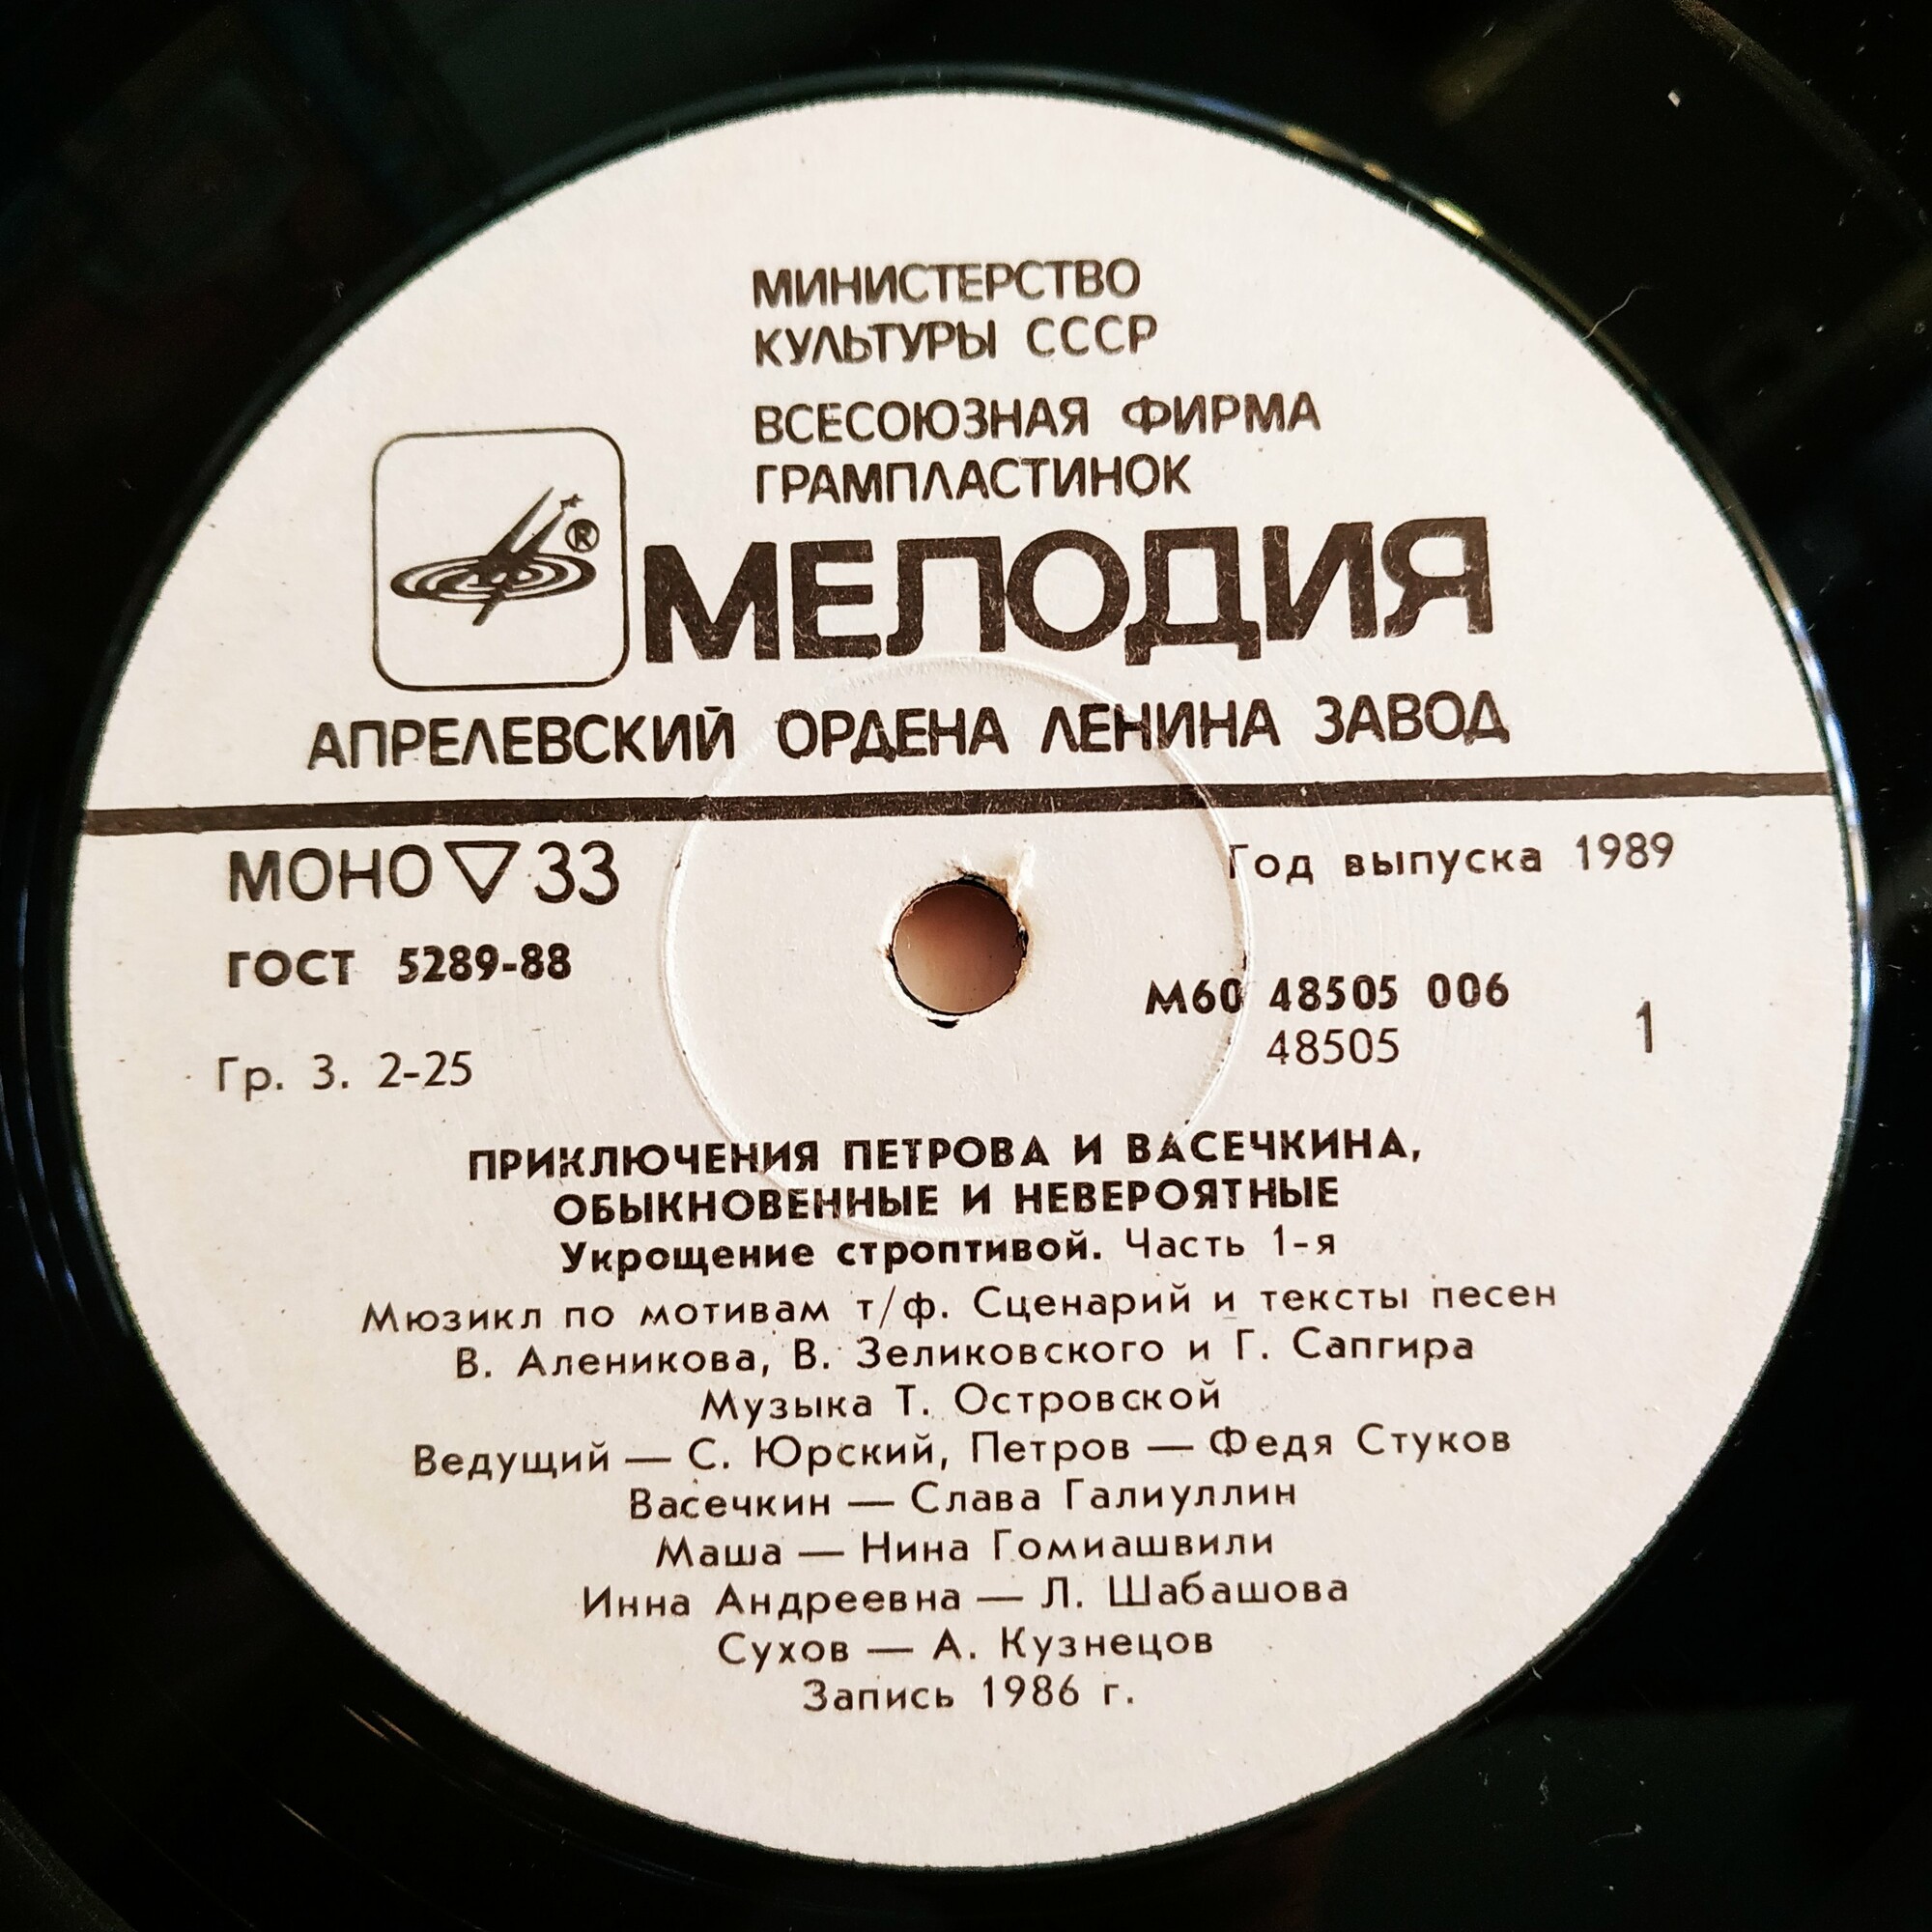 МИНИСТЕРСТВО
КУЛЬТУРЫ СССР
ВСЕСОЮЗНАЯ ФИРМА
ГРАМПЛАСТИНОК
®
МЕЛОДИЯ
АПРЕЛЕВСКИЙ ОРДЕНА ЛЕНИНА ЗАВОД
МОНО ▽ 33
Год выпуска 1989
ГОСТ 5289-88
М60 48505 006
48505
1
Гр. 3. 2-25
ПРИКЛЮЧЕНИЯ ПЕТРОВА И ВАСЕЧКИНА,
ОБЫКНОВЕННЫЕ И НЕВЕРОЯТНЫЕ
Укрощение строптивой. Часть 1-я
Мюзикл по мотивам т/ф. Сценарий и тексты песен
В. Аленикова, В. Зеликовского и Г. Сапгира
Музыка Т. Островской
Ведущий — С. Юрский, Петров — Федя Стуков
Васечкин — Слава Галиуллин
Маша — Нина Гомиашвили
Инна Андреевна — Л. Шабашова
Сухов — А. Кузнецов
Запись 1986 г.